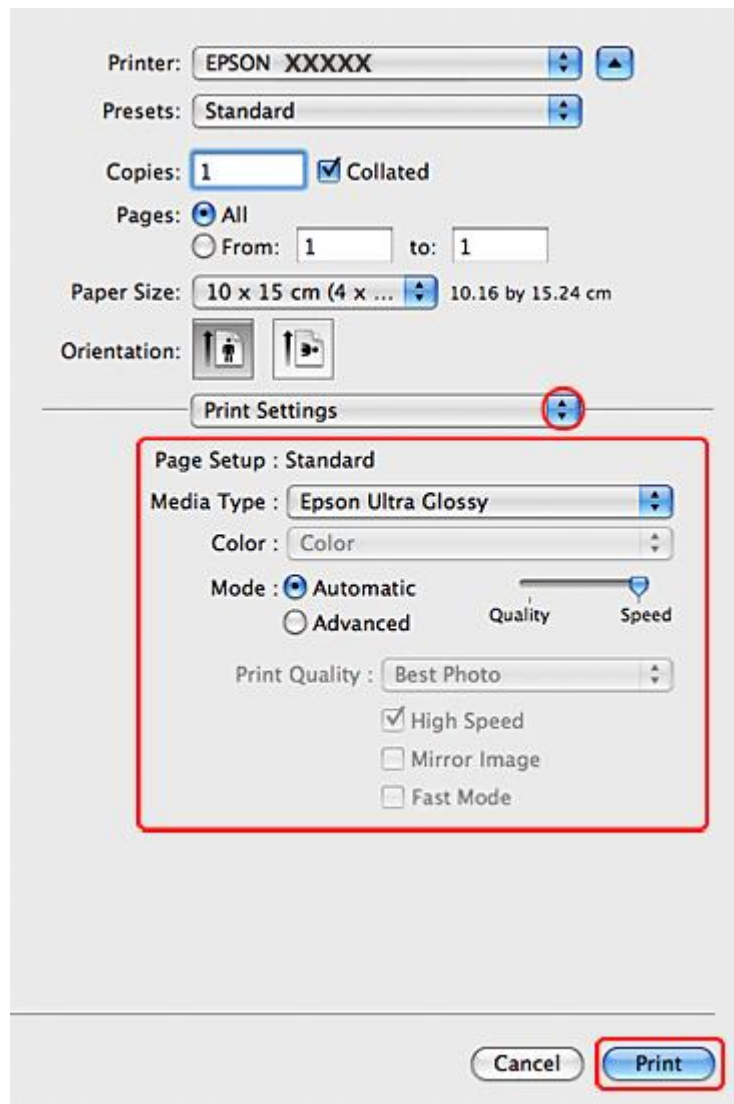 Printer: EPSON XXXXX
Presets: Standard
Copies: 1 Collated
Pages: All
From: 1 to: 1
Paper Size: 10 x 15 cm (4 x ... 10.16 by 15.24 cm
Orientation:
Print Settings
Page Setup : Standard
Media Type : Epson Ultra Glossy
Color : Color
Mode : Automatic
Advanced Quality Speed
Print Quality : Best Photo
High Speed
Mirror Image
Fast Mode
Cancel Print